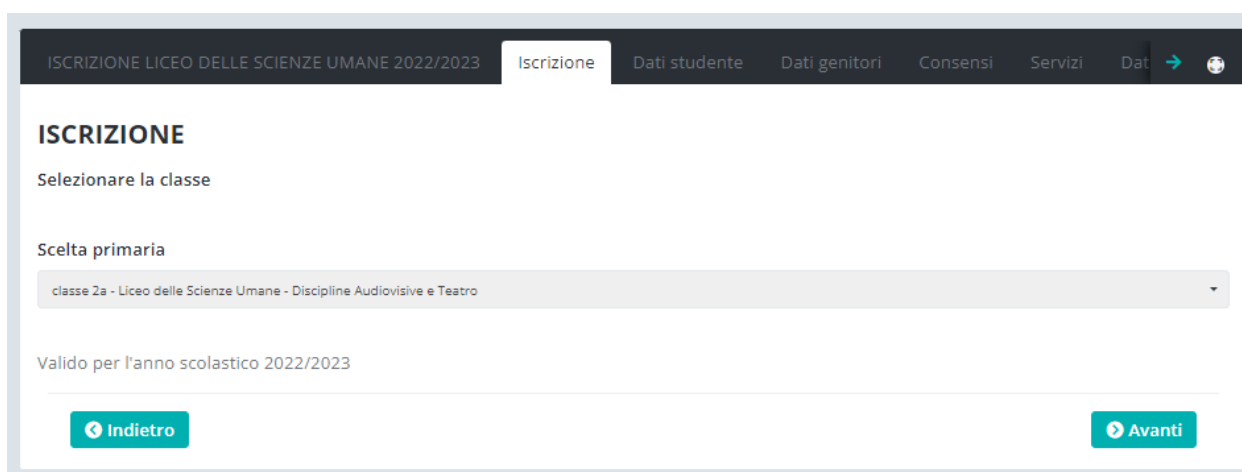 ISCRIZIONE LICEO DELLE SCIENZE UMANE 2022/2023 Iscrizione Dati studente Dati genitori Consensi Servizi Dat
ISCRIZIONE
Selezionare la classe
Scelta primaria
classe 2a - Liceo delle Scienze Umane - Discipline Audiovisive e Teatro
Valido per l'anno scolastico 2022/2023
Indietro Avanti